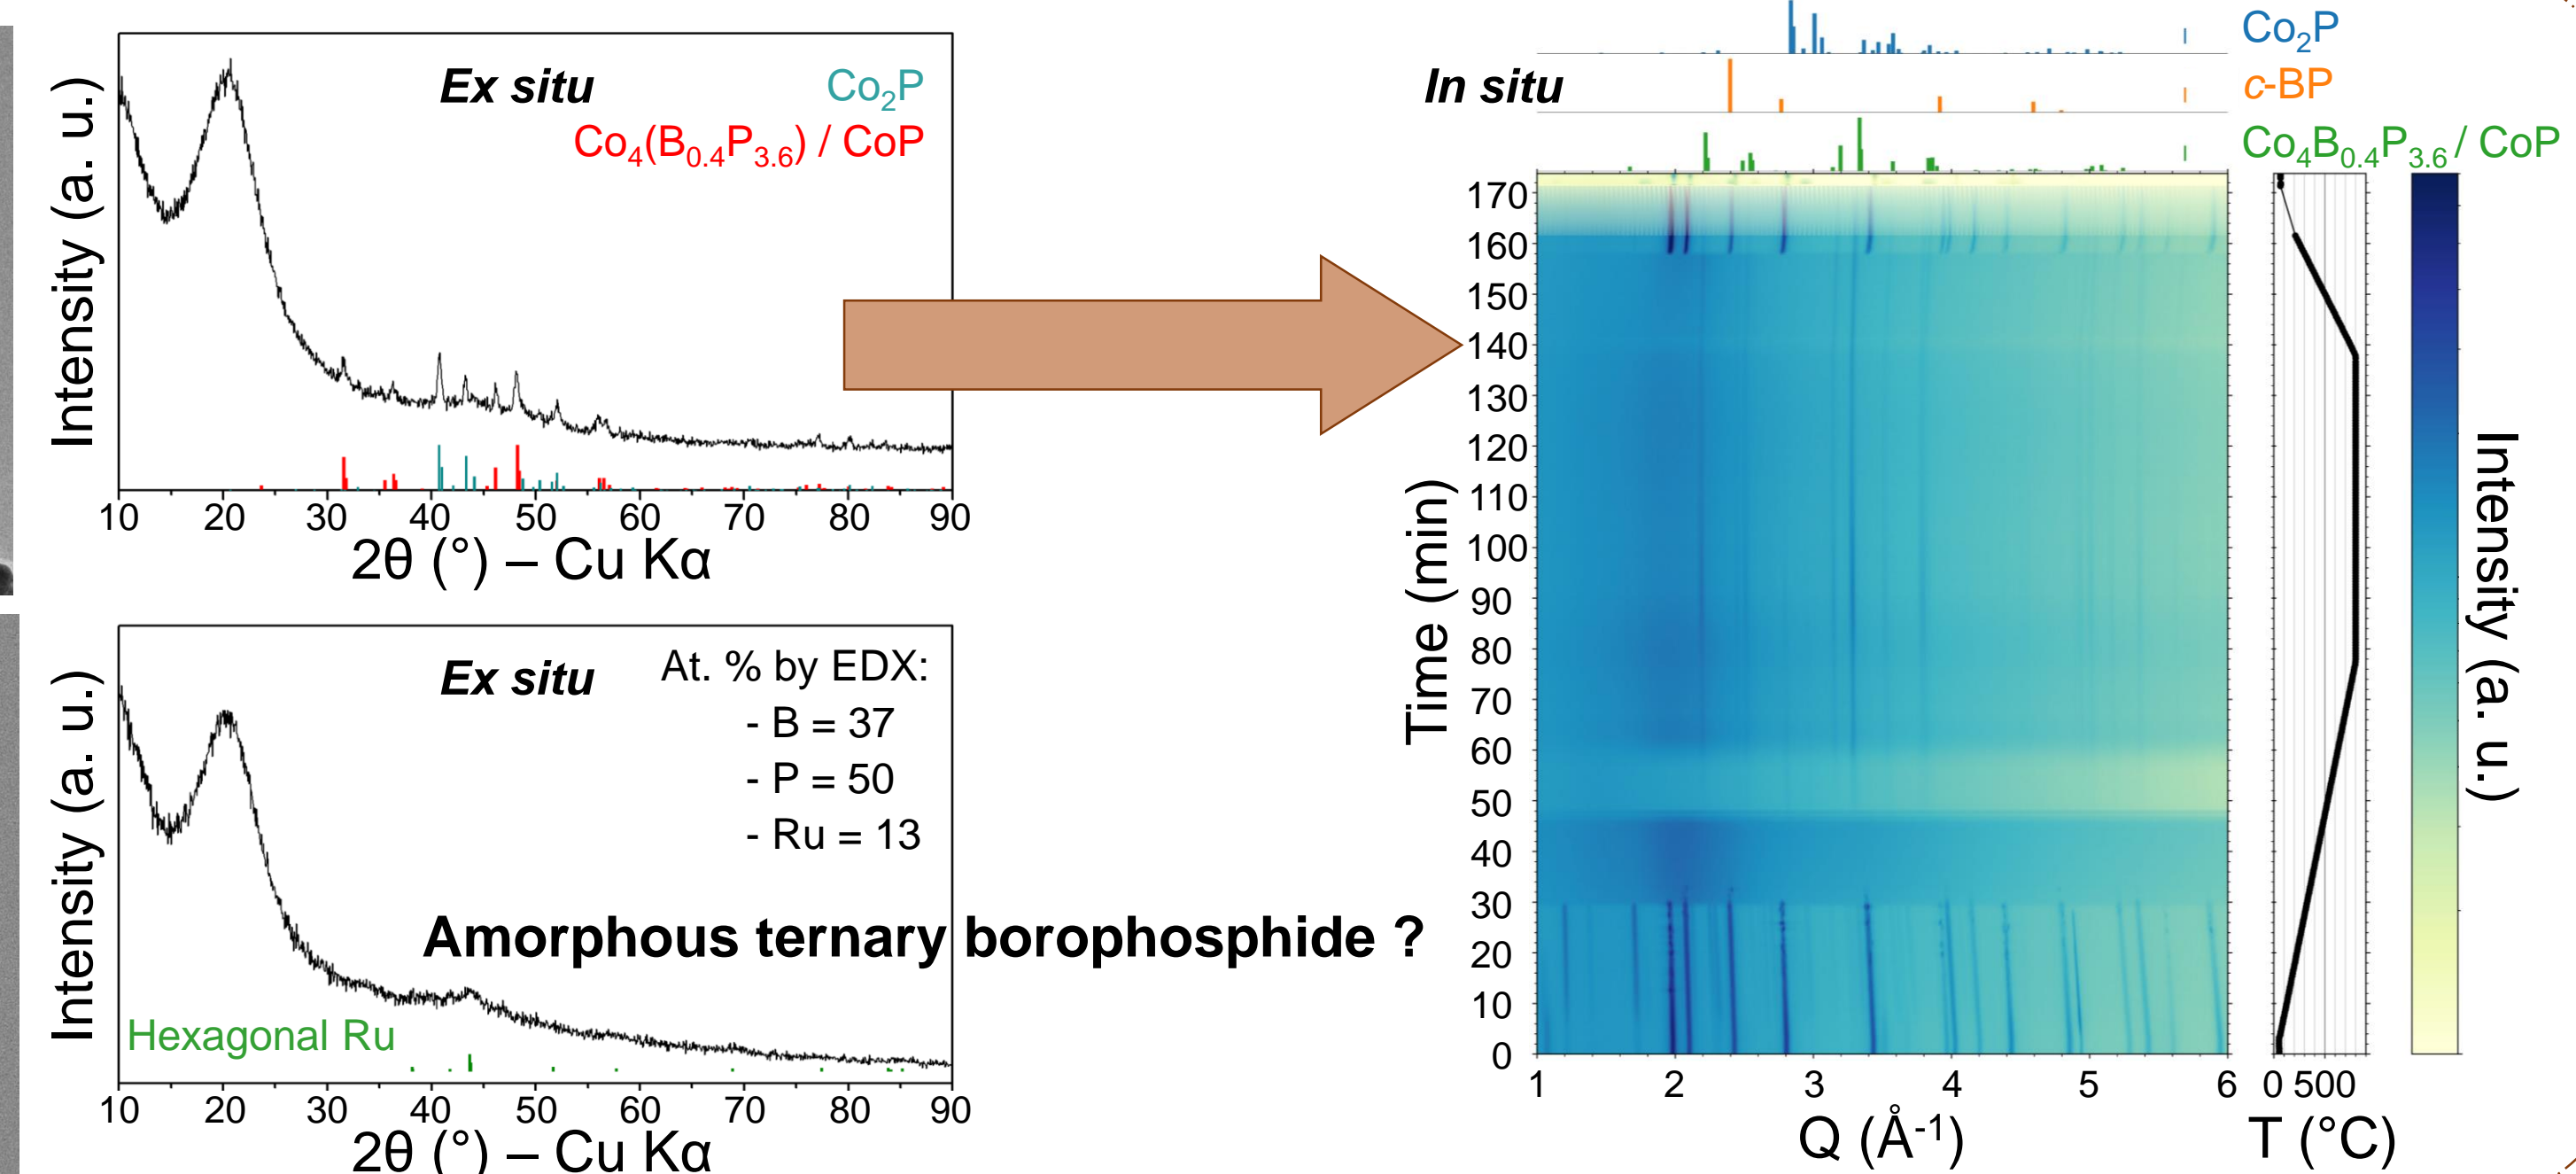 Ex situ
Co₂P
Co₄(B₀.₄P₃.₆) / CoP
Intensity (a. u.)
10 20 30 40 50 60 70 80 90
2θ (°) – Cu Kα
Ex situ
At. % by EDX:
- B = 37
- P = 50
- Ru = 13
Amorphous ternary borophosphide ?
Intensity (a. u.)
Hexagonal Ru
10 20 30 40 50 60 70 80 90
2θ (°) – Cu Kα
In situ
Co₂P
c-BP
Co₄B₀.₄P₃.₆ / CoP
Time (min)
170
160
150
140
130
120
110
100
90
80
70
60
50
40
30
20
10
0
1 2 3 4 5 6
Q (Å⁻¹)
0 500
T (°C)
Intensity (a. u.)